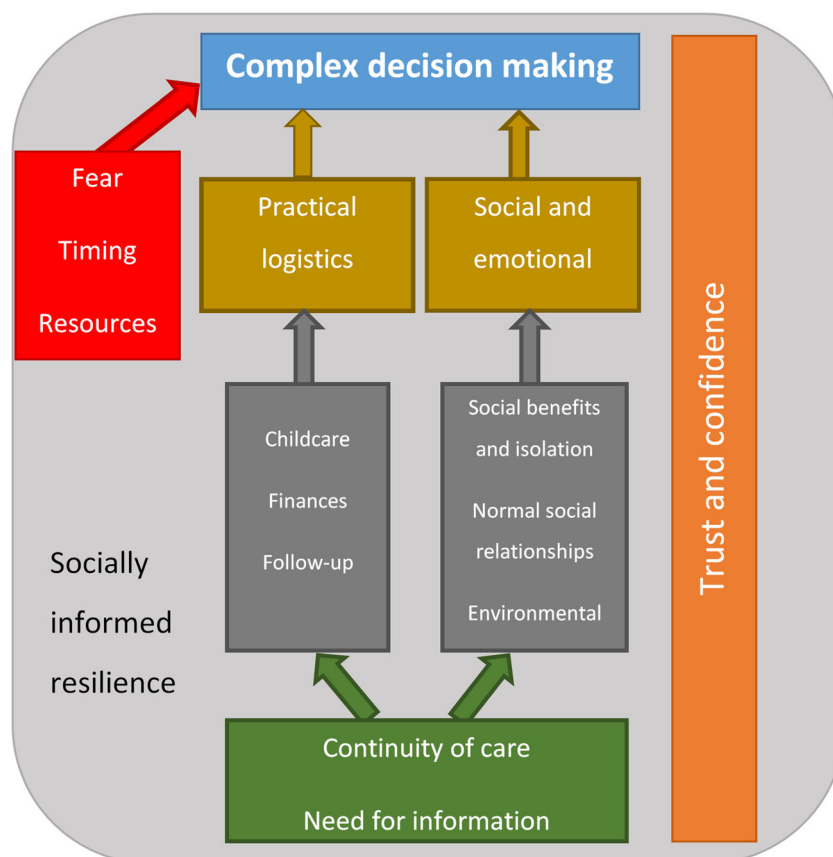 Complex decision making
Fear
Timing
Resources
Practical
logistics
Social and
emotional
Childcare
Finances
Follow-up
Social benefits
and isolation
Normal social
relationships
Environmental
Socially
informed
resilience
Continuity of care
Need for information
Trust and confidence